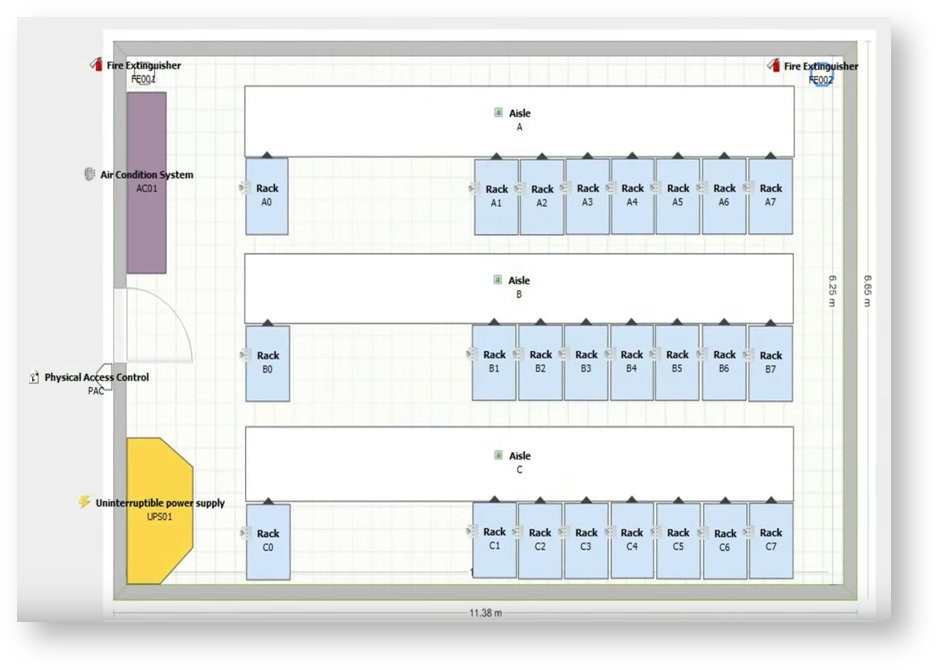 Fire Extinguisher
FE001
Fire Extinguisher
FE002
Aisle
A
Air Condition System
AC01
Rack
A0
Rack
A1
Rack
A2
Rack
A3
Rack
A4
Rack
A5
Rack
A6
Rack
A7
Aisle
B
6.25 m
6.65 m
Rack
B0
Rack
B1
Rack
B2
Rack
B3
Rack
B4
Rack
B5
Rack
B6
Rack
B7
Physical Access Control
PAC
Aisle
C
Uninterruptible power supply
UPS01
Rack
C0
Rack
C1
Rack
C2
Rack
C3
Rack
C4
Rack
C5
Rack
C6
Rack
C7
11.38 m